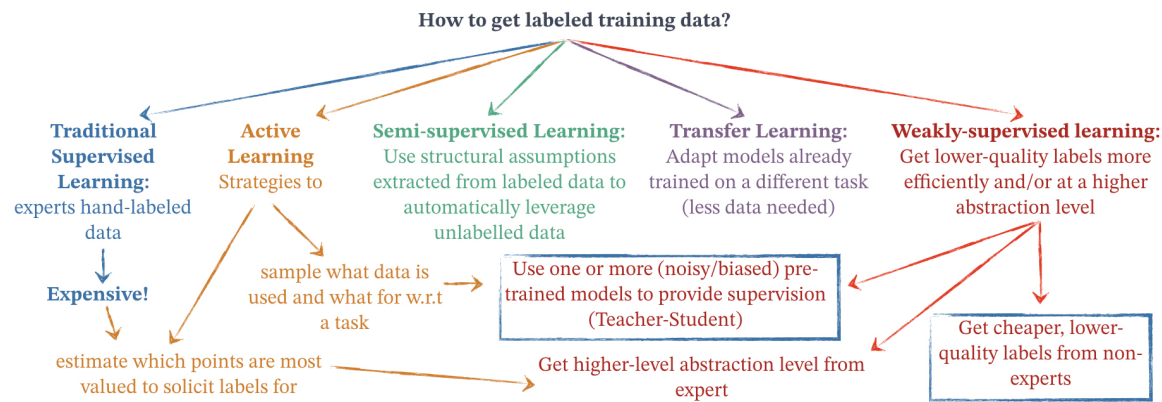 How to get labeled training data?
Traditional
Supervised
Learning:
experts hand-labeled
data
Expensive!
Active
Learning
Strategies to
sample what data is
used and what for w.r.t
a task
estimate which points are most
valued to solicit labels for
Semi-supervised Learning:
Use structural assumptions
extracted from labeled data to
automatically leverage
unlabelled data
Transfer Learning:
Adapt models already
trained on a different task
(less data needed)
Weakly-supervised learning:
Get lower-quality labels more
efficiently and/or at a higher
abstraction level
Use one or more (noisy/biased) pre-
trained models to provide supervision
(Teacher-Student)
Get higher-level abstraction level from
expert
Get cheaper, lower-
quality labels from non-
experts